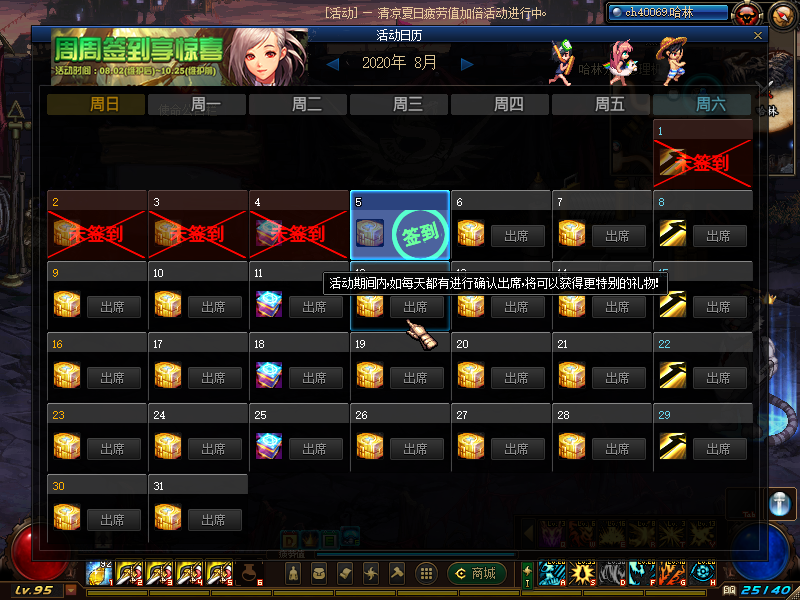 [活动] — 清凉夏日疲劳值加倍活动进行中。
ch40069.哈林
活动日历
周周签到享惊喜
活动时间：08.02(维护后)~10.25(维护前)
2020年 8月
周日 周一 周二 周三 周四 周五 周六
1
未签到
2 3 4 5 6 7 8
未签到 未签到 未签到 签到 出席 出席 出席
9 10 11
活动期间内,如每天都有进行确认出席,将可以获得更特别的礼物!
出席 出席 出席 出席 出席 出席 出席
16 17 18 19 20 21 22
出席 出席 出席 出席 出席 出席 出席
23 24 25 26 27 28 29
出席 出席 出席 出席 出席 出席 出席
30 31
出席 出席
疲劳值
商城
Lv.95
25/40